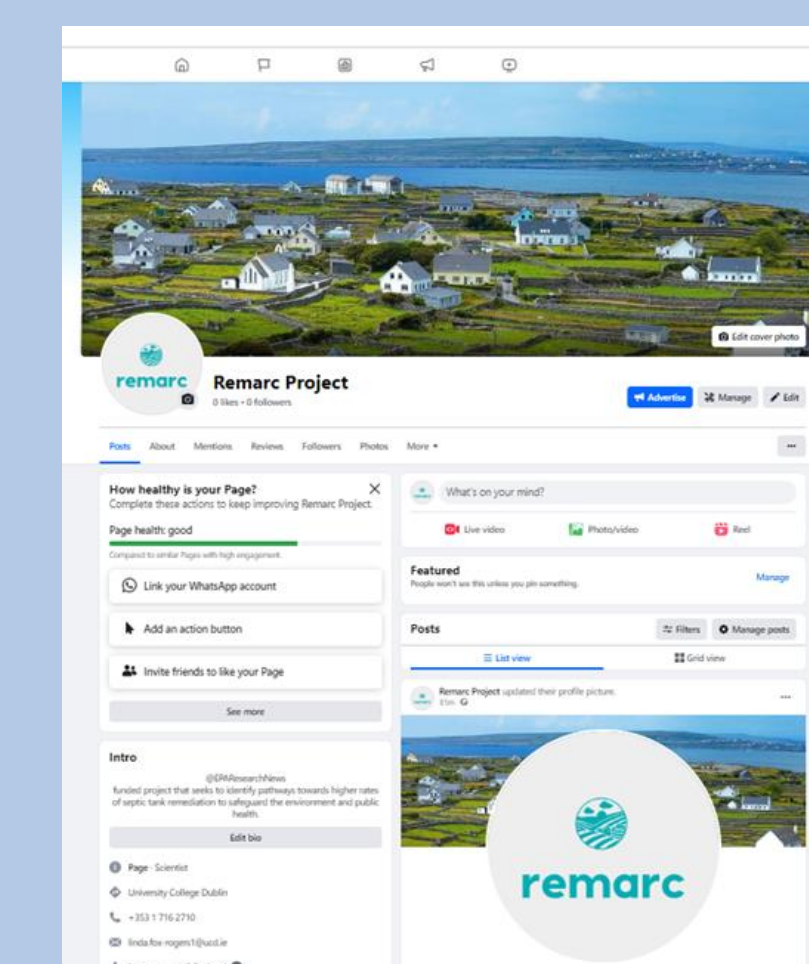 Edit cover photo
remarc
Remarc Project
0 likes • 0 followers
Advertise
Manage
Edit
Posts
About
Mentions
Reviews
Followers
Photos
More
How healthy is your Page?
Complete these actions to keep improving Remarc Project.
Page health: good
Compared to similar Pages with high engagement.
Link your WhatsApp account
Add an action button
Invite friends to like your Page
See more
Intro
@EPAResearchNews
funded project that seeks to identify pathways towards higher rates
of septic tank remediation to safeguard the environment and public
health.
Edit bio
Page · Scientist
University College Dublin
+353 1 716 2710
linda.fox-rogers1@ucd.ie
What's on your mind?
Live video
Photo/video
Reel
Featured
People won't see this unless you pin something.
Manage
Posts
Filters
Manage posts
List view
Grid view
Remarc Project updated their profile picture.
remarc